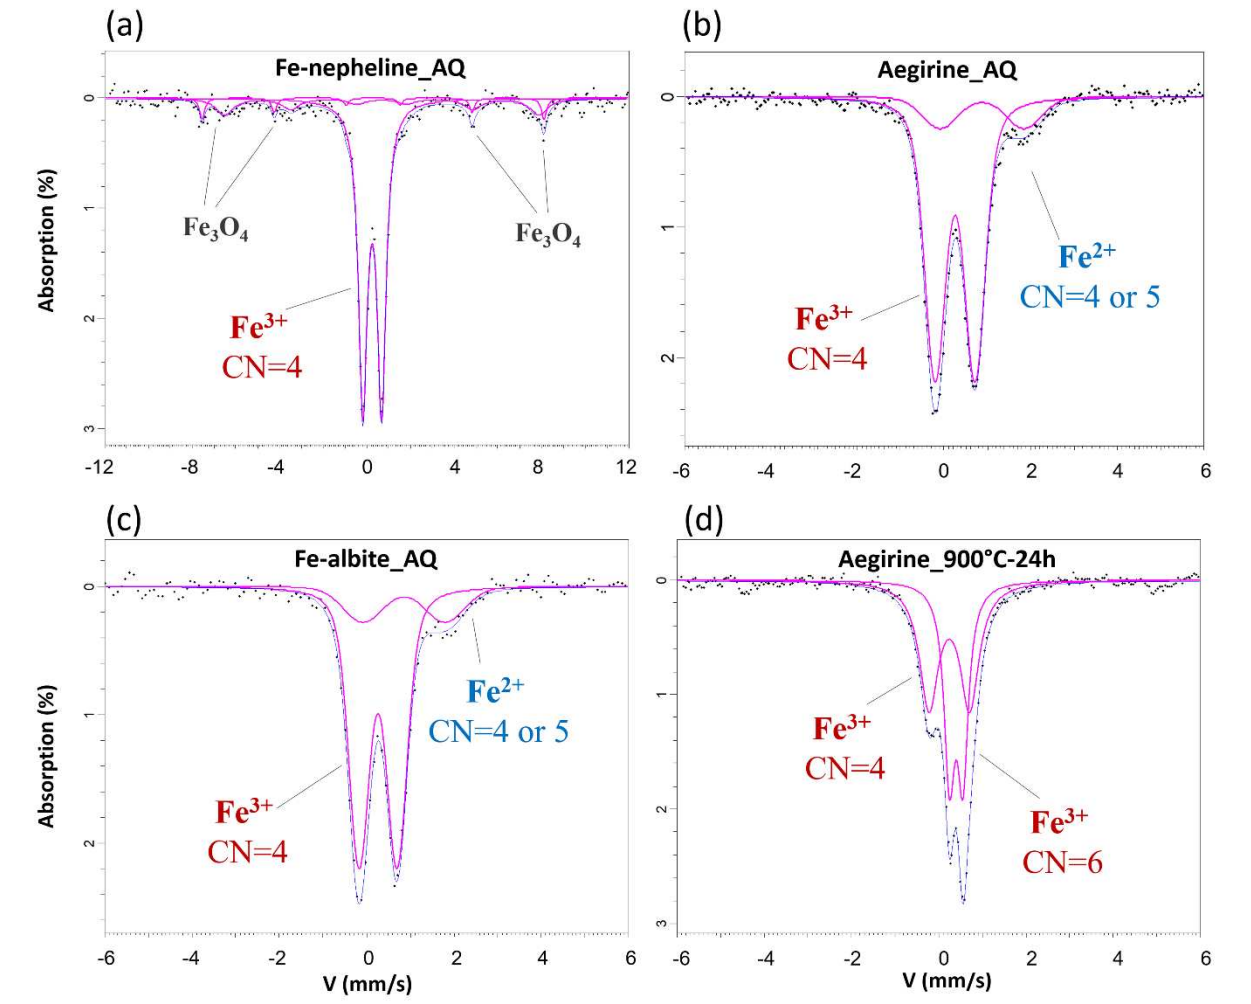 (a)
Fe-nepheline_AQ
0
1
2
3
Absorption (%)
Fe₃O₄
Fe₃O₄
Fe³⁺
CN=4
-12
-8
-4
0
4
8
12
(b)
Aegirine_AQ
0
1
2
Fe²⁺
CN=4 or 5
Fe³⁺
CN=4
-6
-4
-2
0
2
4
6
(c)
Fe-albite_AQ
0
1
2
Absorption (%)
Fe²⁺
CN=4 or 5
Fe³⁺
CN=4
-6
-4
-2
0
2
4
6
V (mm/s)
(d)
Aegirine_900°C-24h
0
1
2
3
Fe³⁺
CN=4
Fe³⁺
CN=6
-6
-4
-2
0
2
4
6
V (mm/s)